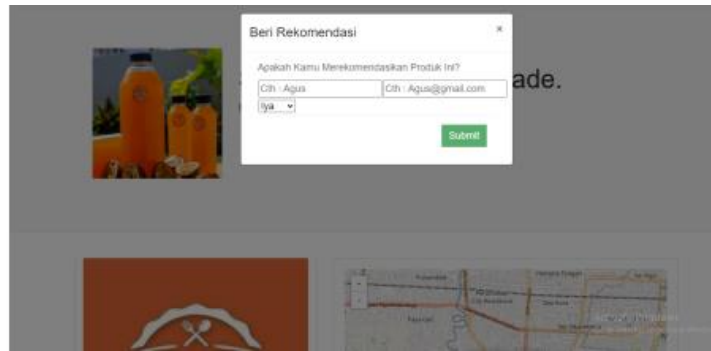 Beri Rekomendasi
×
Apakah Kamu Merekomendasikan Produk Ini?
Cth : Agus
Cth : Agus@gmail.com
Iya
ade.
Submit